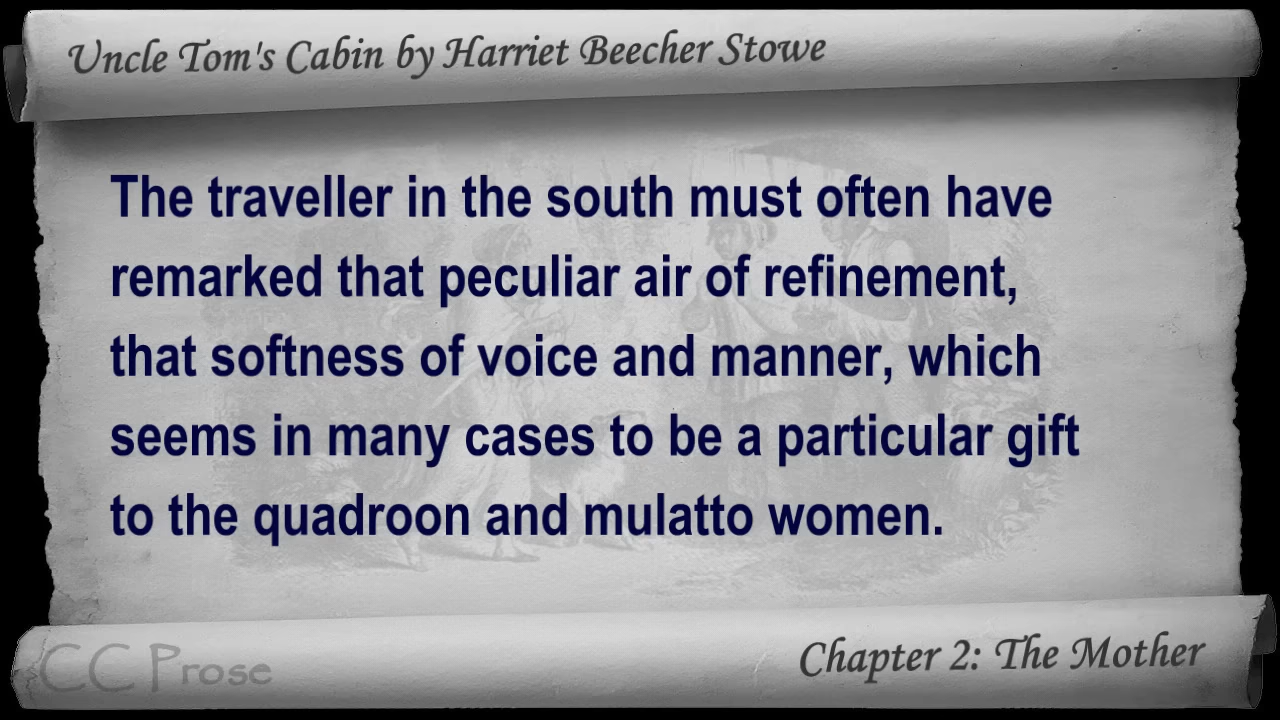 Uncle Tom's Cabin by Harriet Beecher Stowe
The traveller in the south must often have
remarked that peculiar air of refinement,
that softness of voice and manner, which
seems in many cases to be a particular gift
to the quadroon and mulatto women.
CC Prose
Chapter 2: The Mother